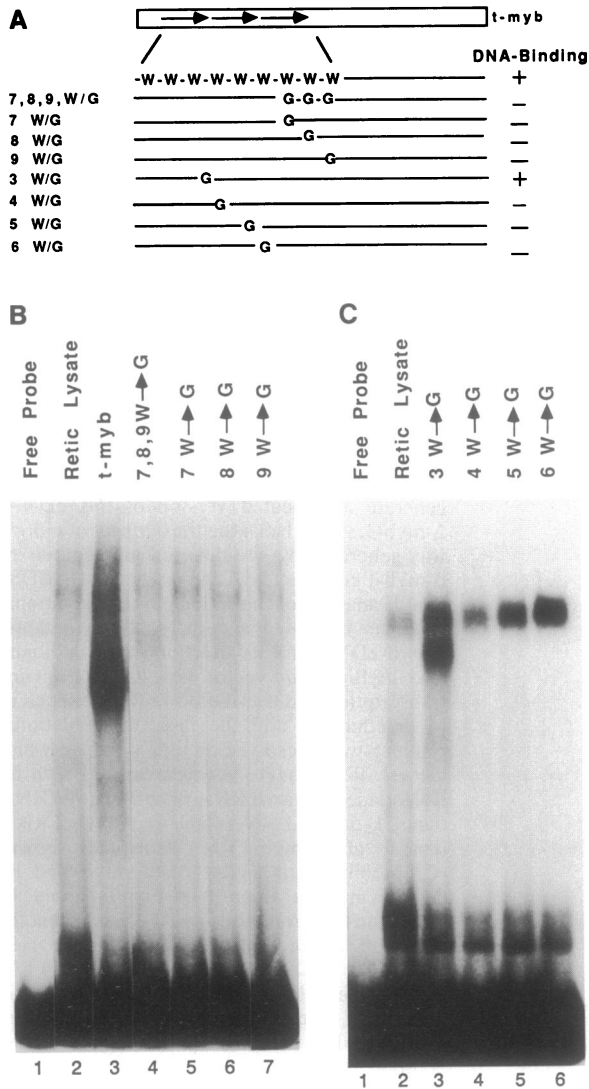 A
t-myb
DNA-Binding
-W-W-W-W-W-W-W-W-W +
7,8,9,W/G G-G-G –
7 W/G G –
8 W/G G –
9 W/G G –
3 W/G G +
4 W/G G –
5 W/G G –
6 W/G G –
B
Free Probe
Retic Lysate
t-myb
7,8,9W→G
7 W→G
8 W→G
9 W→G
1 2 3 4 5 6 7
C
Free Probe
Retic Lysate
3 W→G
4 W→G
5 W→G
6 W→G
1 2 3 4 5 6